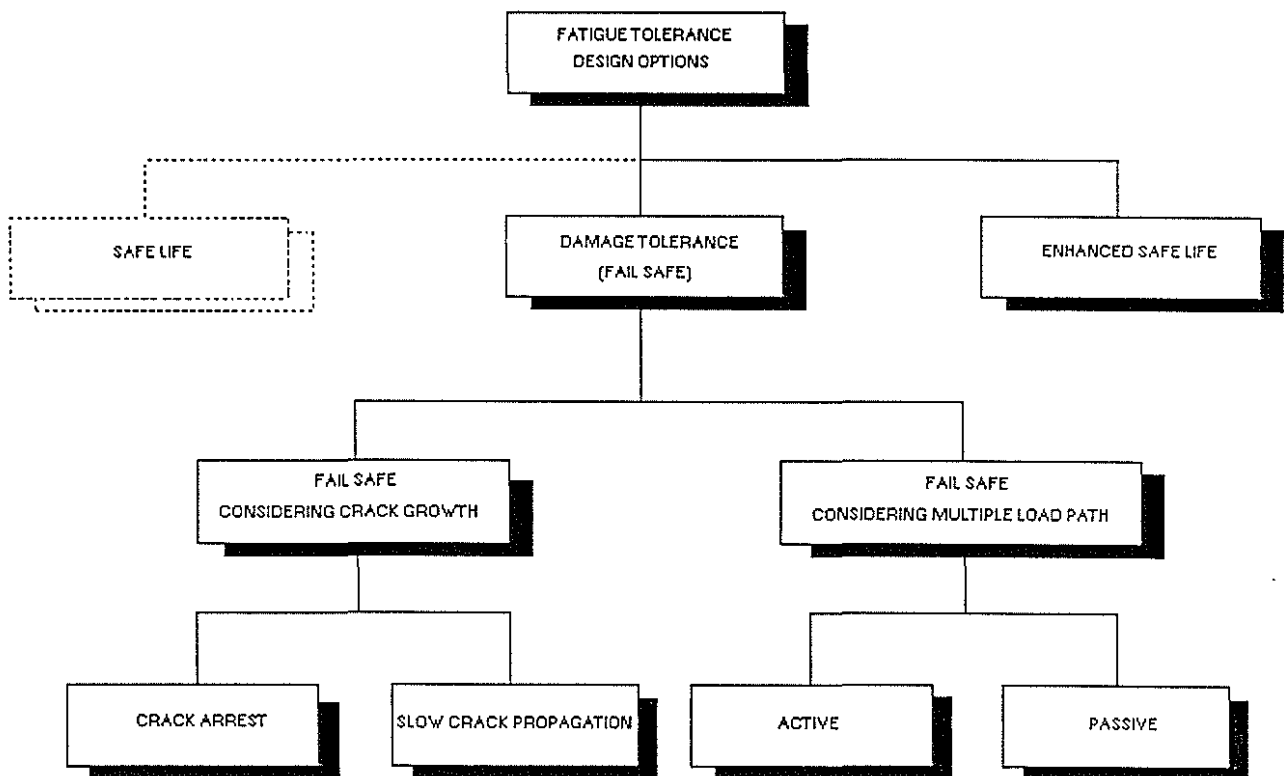 FATIGUE TOLERANCE
DESIGN OPTIONS
SAFE LIFE
DAMAGE TOLERANCE
(FAIL SAFE)
ENHANCED SAFE LIFE
FAIL SAFE
CONSIDERING CRACK GROWTH
FAIL SAFE
CONSIDERING MULTIPLE LOAD PATH
CRACK ARREST
SLOW CRACK PROPAGATION
ACTIVE
PASSIVE